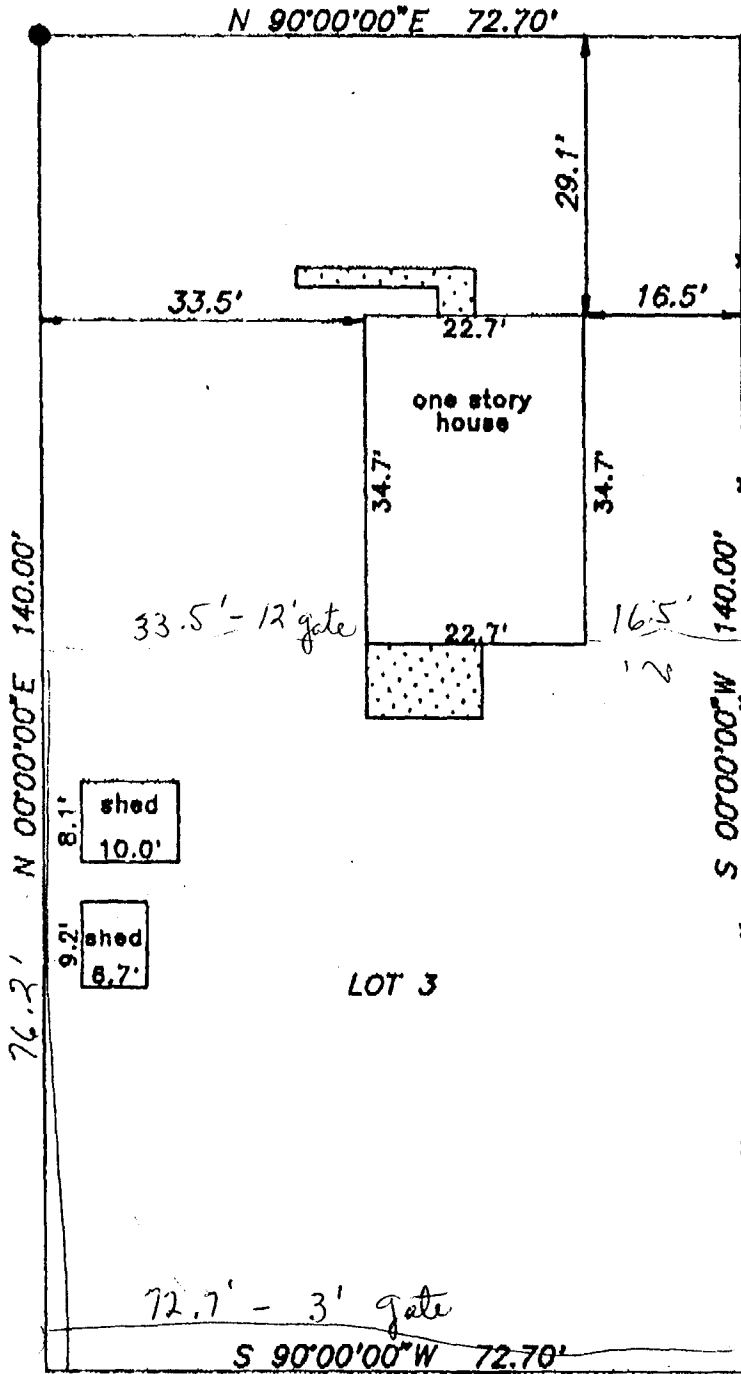 N 90°00'00"E 72.70'
29.1'
33.5'
16.5'
22.7'
one story
house
34.7'
34.7'
N 00°00'00"E 140.00'
S 00°00'00"W 140.00'
33.5' - 12' gate
22.7'
16.5'
shed
8.1'
10.0'
shed
9.2'
6.7'
76.2'
LOT 3
72.7' - 3' gate
S 90°00'00"W 72.70'